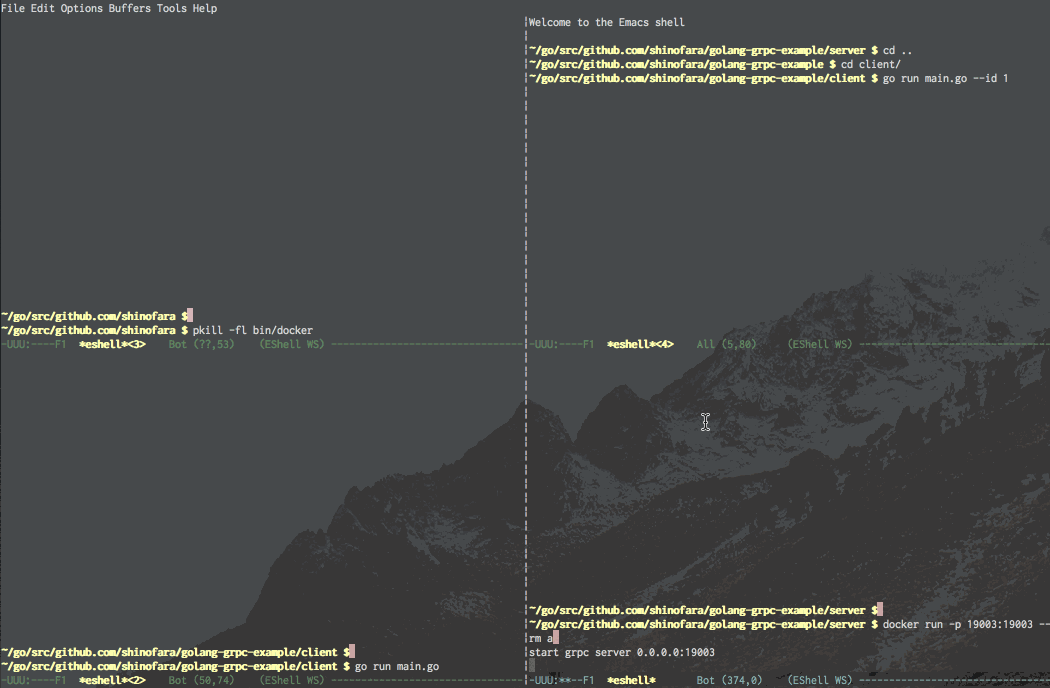 File Edit Options Buffers Tools Help
Welcome to the Emacs shell
~/go/src/github.com/shinofara/golang-grpc-example/server $ cd ..
~/go/src/github.com/shinofara/golang-grpc-example $ cd client/
~/go/src/github.com/shinofara/golang-grpc-example/client $ go run main.go --id 1
~/go/src/github.com/shinofara $
~/go/src/github.com/shinofara $ pkill -fl bin/docker
-UUU:----F1 *eshell*<3> Bot (??,53) (EShell WS) ------------------------------
-UUU:----F1 *eshell*<4> All (5,80) (EShell WS) ------------------------------
~/go/src/github.com/shinofara/golang-grpc-example/client $
~/go/src/github.com/shinofara/golang-grpc-example/client $ go run main.go
-UUU:----F1 *eshell*<2> Bot (50,74) (EShell WS) ------------------------------
~/go/src/github.com/shinofara/golang-grpc-example/server $
~/go/src/github.com/shinofara/golang-grpc-example/server $ docker run -p 19003:19003 --
rm a
start grpc server 0.0.0.0:19003
-UUU:**--F1 *eshell* Bot (374,0) (EShell WS) ------------------------------